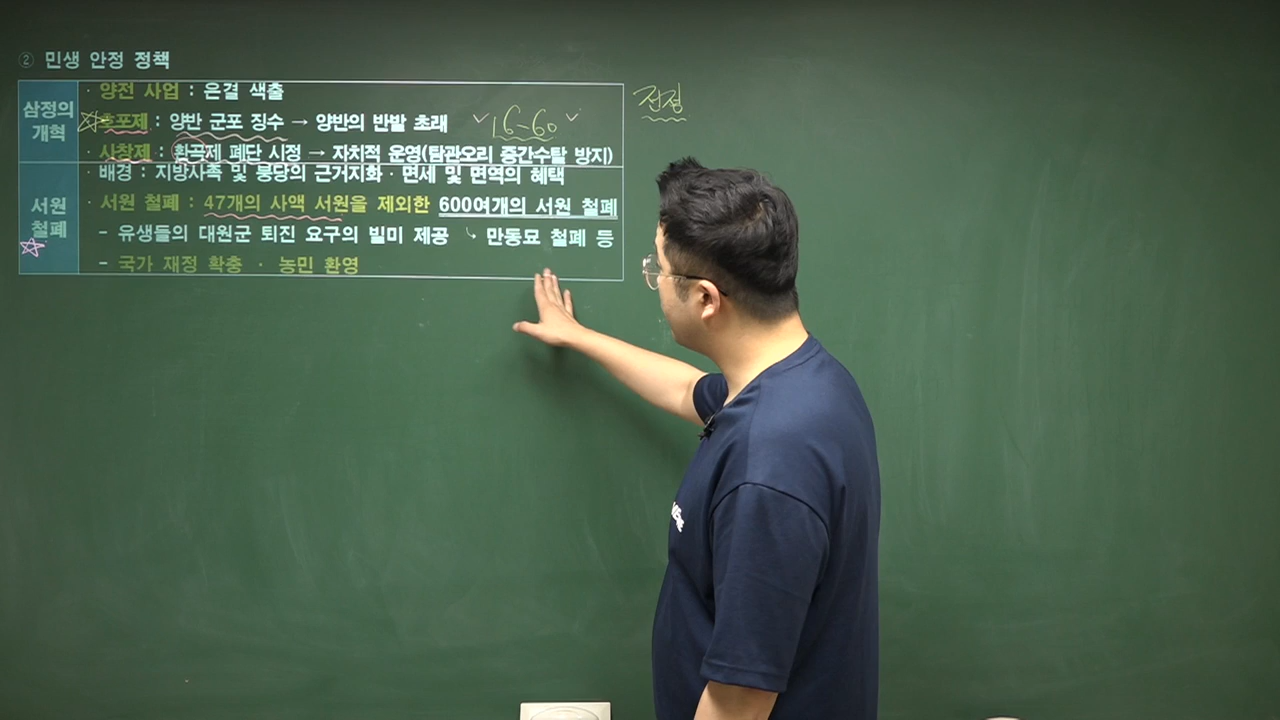 ② 민생 안정 정책
삼정의 개혁
· 양전 사업 : 은결 색출
전정
호포제 : 양반 군포 징수 → 양반의 반발 초래
16-60
· 사창제 : 환곡제 폐단 시정 → 자치적 운영(탐관오리 중간수탈 방지)
서원 철폐
· 배경 : 지방사족 및 붕당의 근거지화 · 면세 및 면역의 혜택
· 서원 철폐 : 47개의 사액 서원을 제외한 600여개의 서원 철폐
- 유생들의 대원군 퇴진 요구의 빌미 제공 ↳ 만동묘 철폐 등
- 국가 재정 확충 · 농민 환영